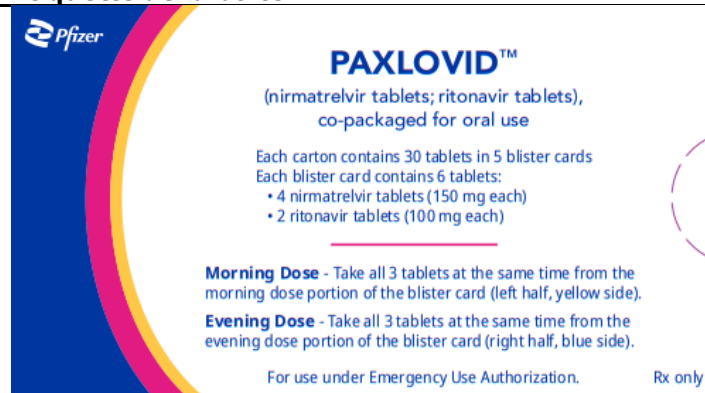 Pfizer
PAXLOVID™
(nirmatrelvir tablets; ritonavir tablets),
co-packaged for oral use
Each carton contains 30 tablets in 5 blister cards
Each blister card contains 6 tablets:
• 4 nirmatrelvir tablets (150 mg each)
• 2 ritonavir tablets (100 mg each)
Morning Dose - Take all 3 tablets at the same time from the
morning dose portion of the blister card (left half, yellow side).
Evening Dose - Take all 3 tablets at the same time from the
evening dose portion of the blister card (right half, blue side).
For use under Emergency Use Authorization. Rx only